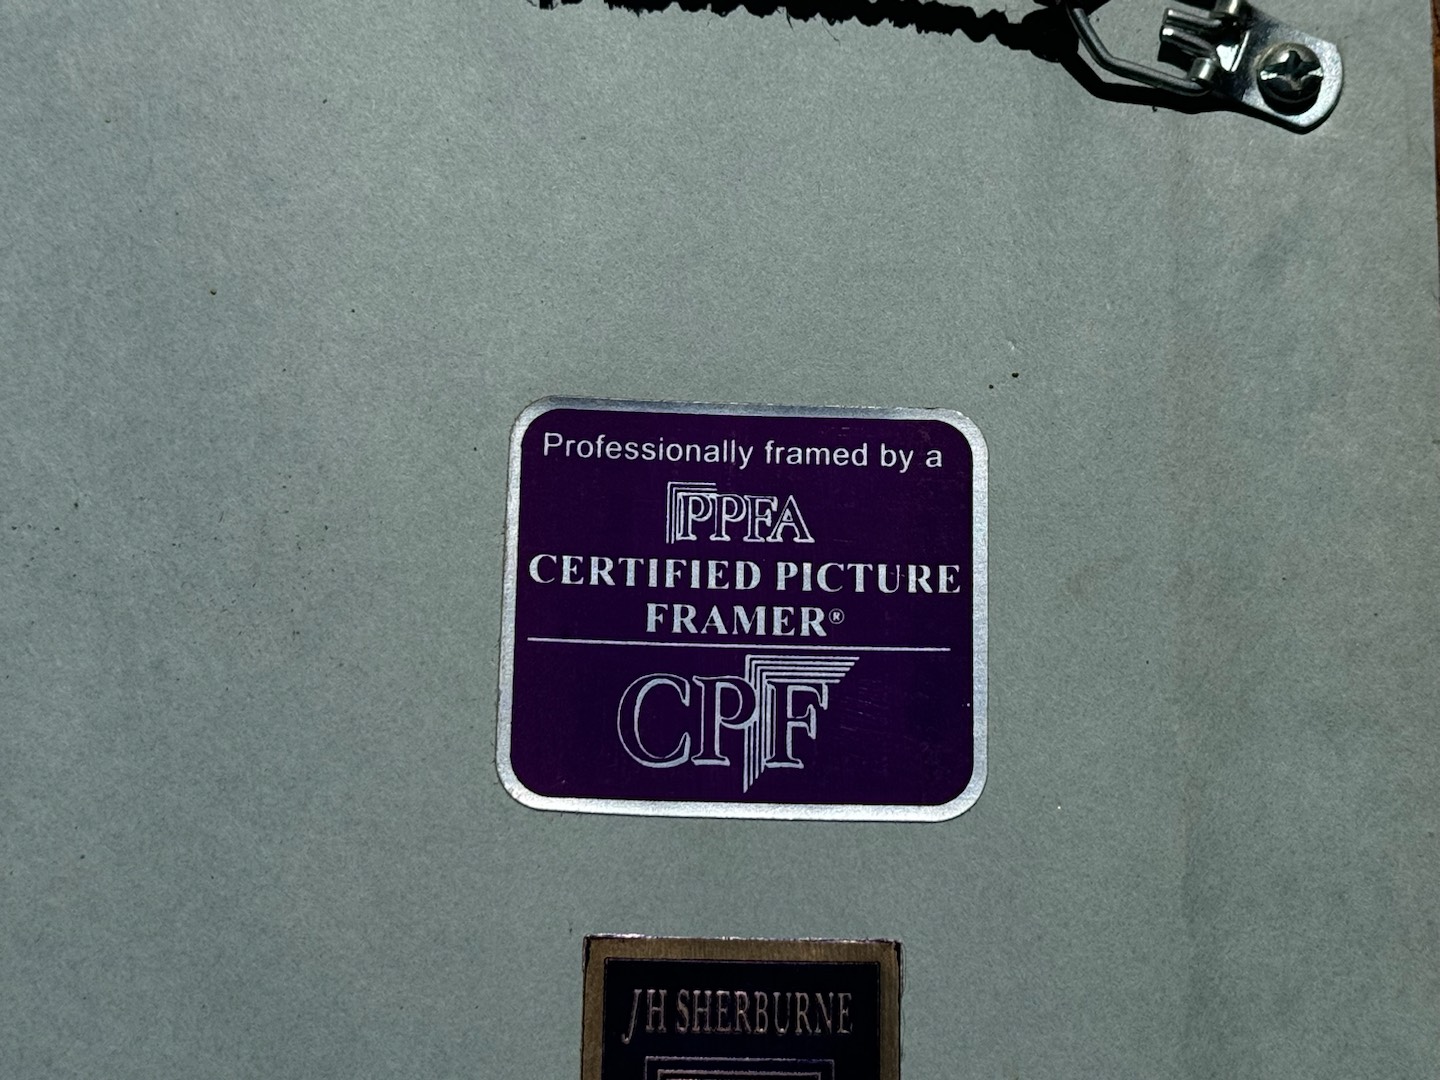 Professionally framed by a
PPFA
CERTIFIED PICTURE
FRAMER®
CPF
JH SHERBURNE